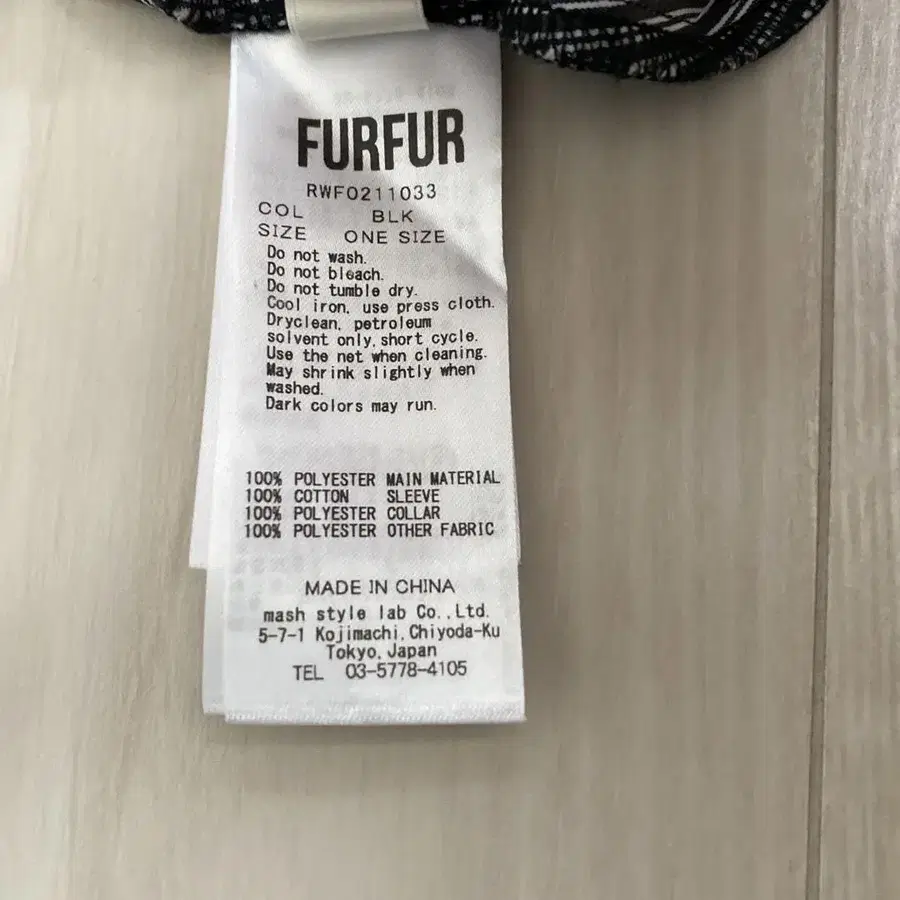 FURFUR
RWF0211033
COL BLK
SIZE ONE SIZE
Do not wash.
Do not bleach.
Do not tumble dry.
Cool iron, use press cloth.
Dryclean, petroleum
solvent only, short cycle.
Use the net when cleaning.
May shrink slightly when
washed.
Dark colors may run.
100% POLYESTER MAIN MATERIAL
100% COTTON SLEEVE
100% POLYESTER COLLAR
100% POLYESTER OTHER FABRIC
MADE IN CHINA
mash style lab Co.,Ltd.
5-7-1 Kojimachi,Chiyoda-Ku
Tokyo,Japan
TEL 03-5778-4105